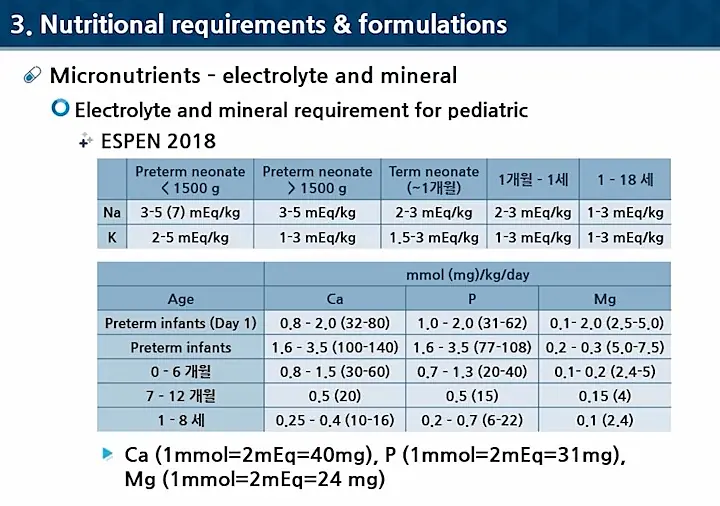 3. Nutritional requirements & formulations
Micronutrients - electrolyte and mineral
Electrolyte and mineral requirement for pediatric
ESPEN 2018
Preterm neonate < 1500 g Preterm neonate > 1500 g Term neonate (~1개월) 1개월 - 1세 1 - 18 세
Na 3-5 (7) mEq/kg 3-5 mEq/kg 2-3 mEq/kg 2-3 mEq/kg 1-3 mEq/kg
K 2-5 mEq/kg 1-3 mEq/kg 1.5-3 mEq/kg 1-3 mEq/kg 1-3 mEq/kg
mmol (mg)/kg/day
Age Ca P Mg
Preterm infants (Day 1) 0.8 - 2.0 (32-80) 1.0 - 2.0 (31-62) 0.1- 2.0 (2.5-5.0)
Preterm infants 1.6 - 3.5 (100-140) 1.6 - 3.5 (77-108) 0.2 - 0.3 (5.0-7.5)
0 - 6 개월 0.8 - 1.5 (30-60) 0.7 - 1.3 (20-40) 0.1- 0.2 (2.4-5)
7 - 12 개월 0.5 (20) 0.5 (15) 0.15 (4)
1 - 8 세 0.25 - 0.4 (10-16) 0.2 - 0.7 (6-22) 0.1 (2.4)
Ca (1mmol=2mEq=40mg), P (1mmol=2mEq=31mg),
Mg (1mmol=2mEq=24 mg)